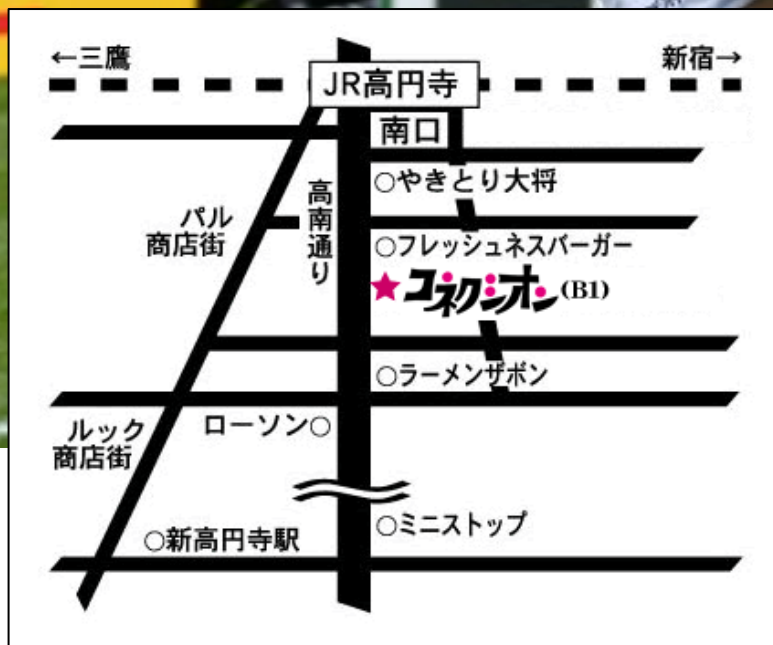 ←三鷹
新宿→
JR高円寺
南口
高南通り
○やきとり大将
パル
商店街
○フレッシュネスバーガー
★コネクシオン(B1)
○ラーメンザボン
ルック
商店街
ローソン○
○ミニストップ
○新高円寺駅